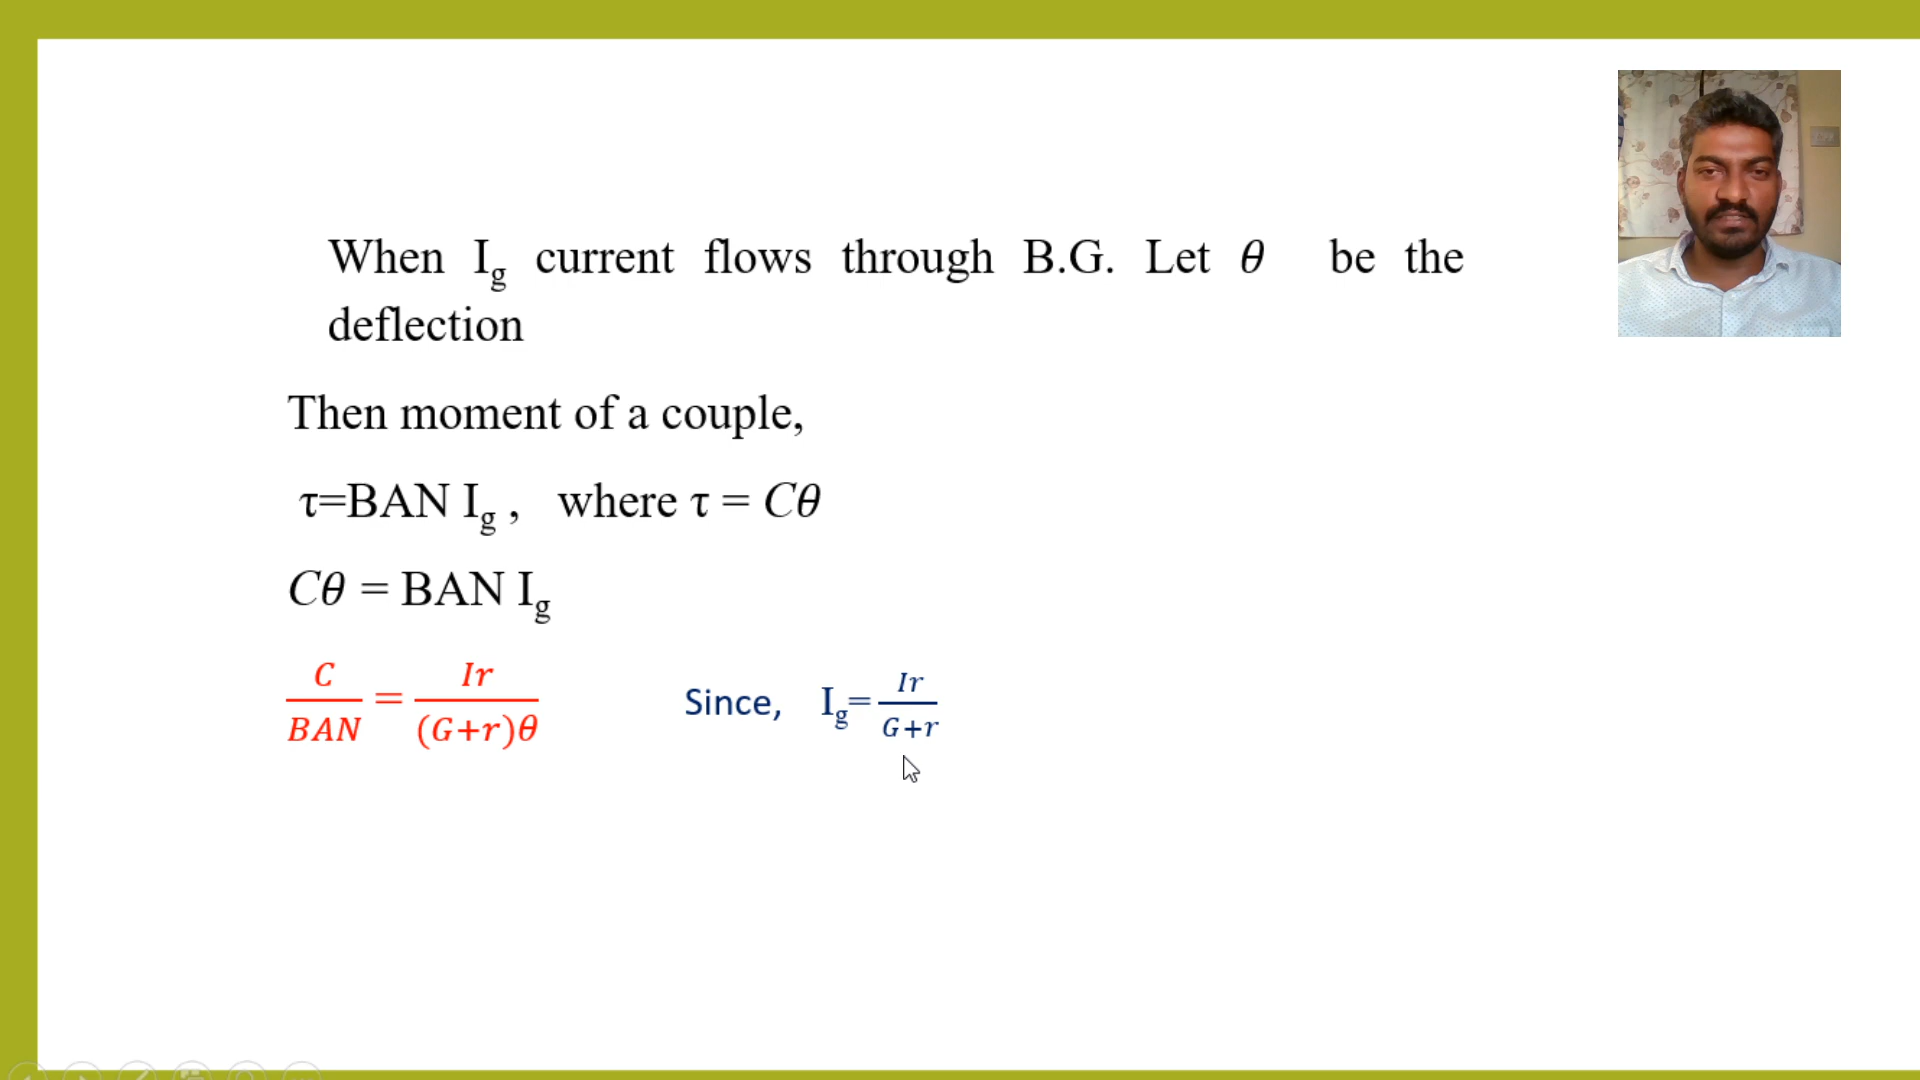 When I_g current flows through B.G. Let θ be the
deflection
Then moment of a couple,
τ=BAN I_g , where τ = Cθ
Cθ = BAN I_g
C/BAN = Ir/(G+r)θ Since, I_g= Ir/G+r